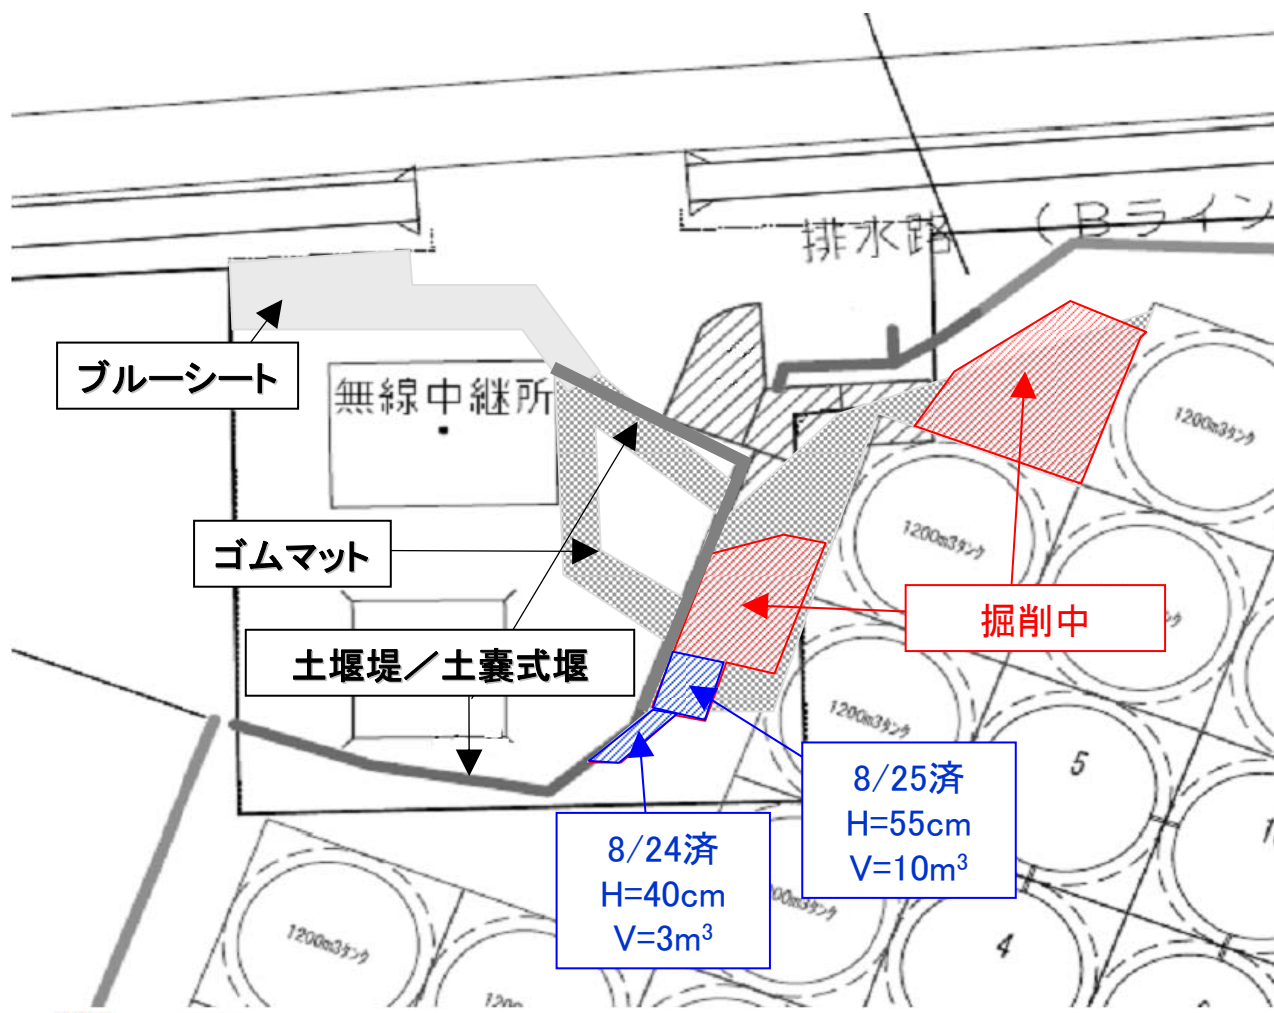 排水路 (Bライン
ブルーシート
無線中継所
1200m3タンク
1200m3タンク
ゴムマット
掘削中
土堰堤／土嚢式堰
1200m3タンク
8/25済
H=55cm
V=10m³
5
8/24済
H=40cm
V=3m³
1200m3タンク
4